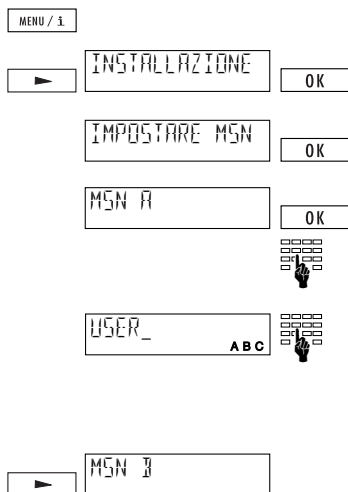 MENU / i
INSTALLAZIONE
OK
IMPOSTARE MSN
OK
MSN A
OK
USER_
ABC
MSN B